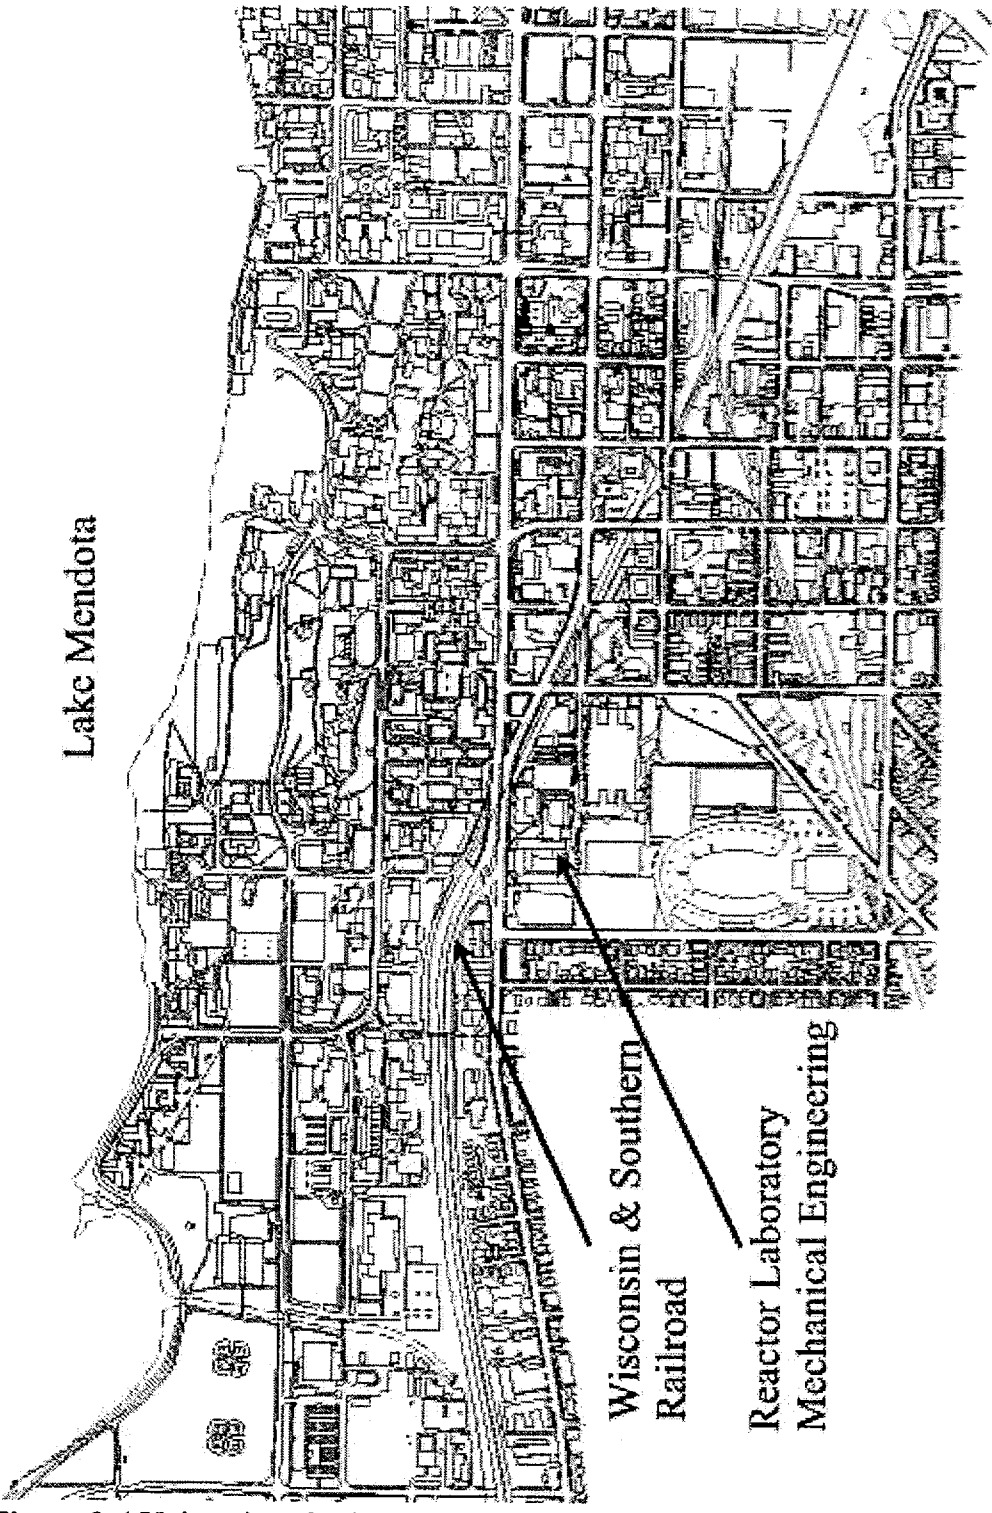 Lake Mendota
Wisconsin & Southern
Railroad
Reactor Laboratory
Mechanical Engineering